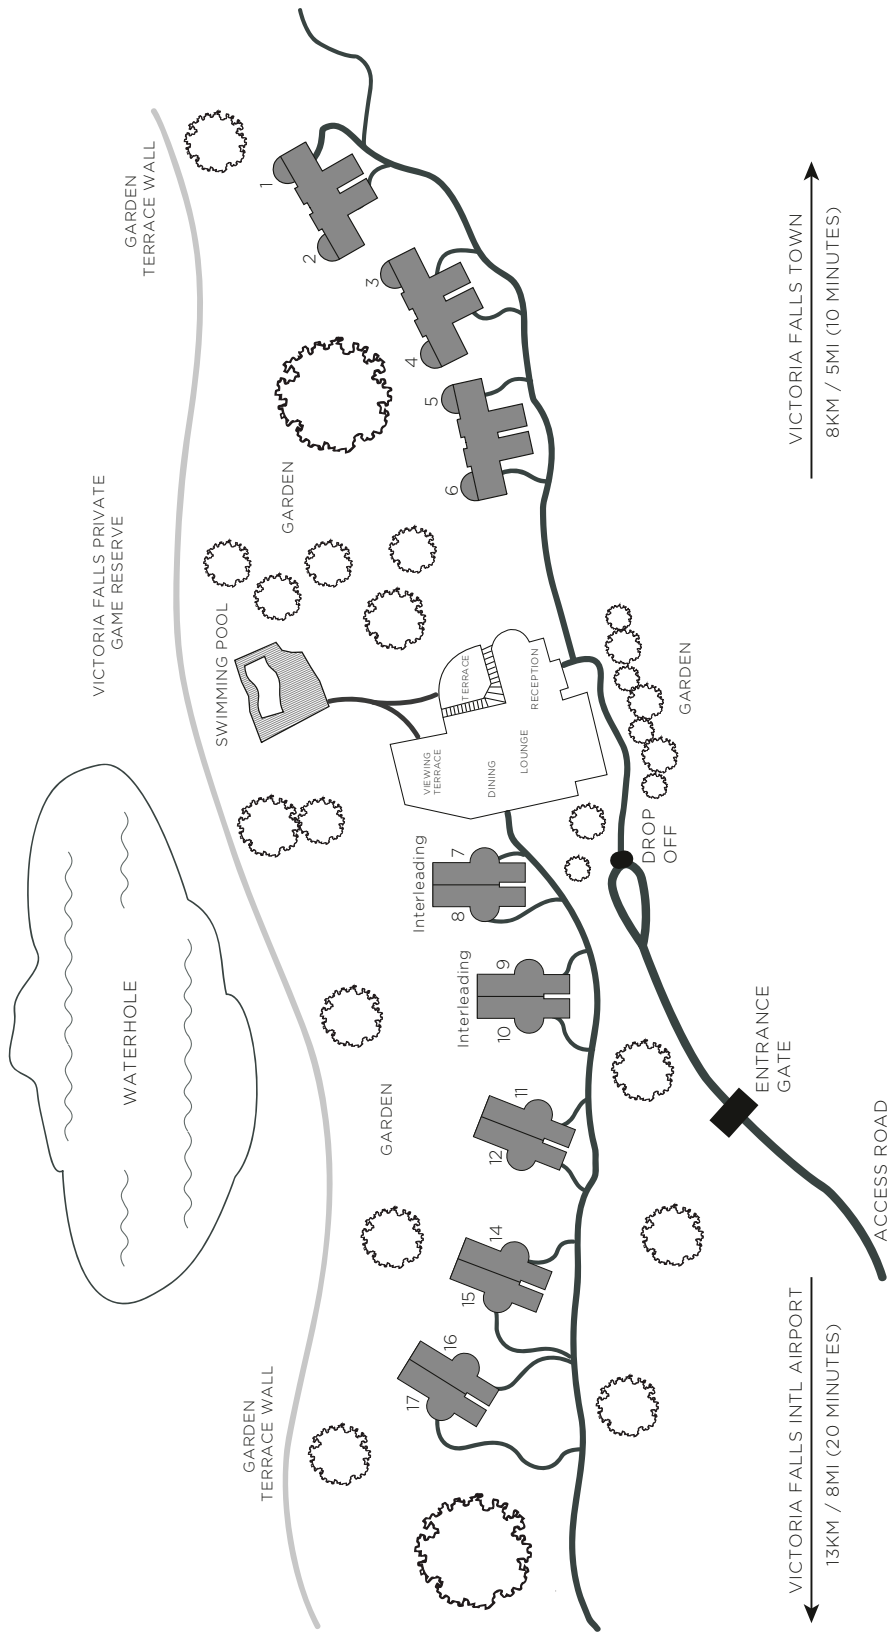 GARDEN
TERRACE WALL
1
2
3
4
5
6
VICTORIA FALLS TOWN
8KM / 5MI (10 MINUTES)
VICTORIA FALLS PRIVATE
GAME RESERVE
GARDEN
SWIMMING POOL
TERRACE
RECEPTION
VIEWING
TERRACE
DINING
LOUNGE
GARDEN
DROP
OFF
WATERHOLE
Interleading
7
8
Interleading
9
10
GARDEN
11
12
ENTRANCE
GATE
ACCESS ROAD
14
15
16
17
GARDEN
TERRACE WALL
VICTORIA FALLS INTL AIRPORT
13KM / 8MI (20 MINUTES)